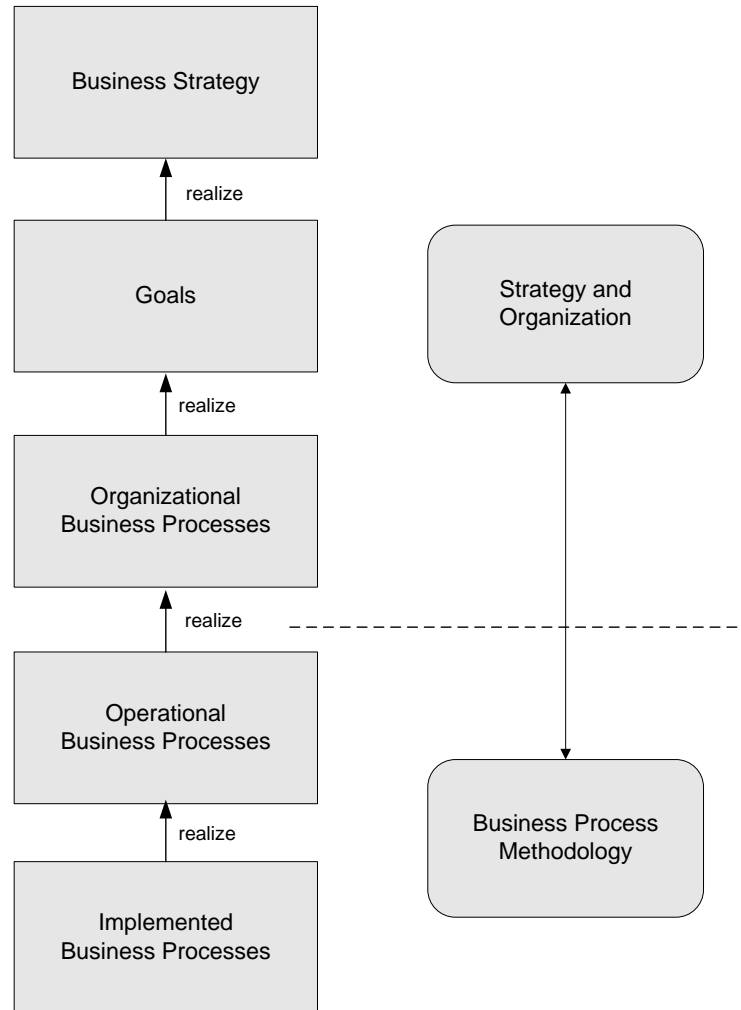 Business Strategy
realize
Goals
Strategy and
Organization
realize
Organizational
Business Processes
realize
Operational
Business Processes
realize
Business Process
Methodology
Implemented
Business Processes